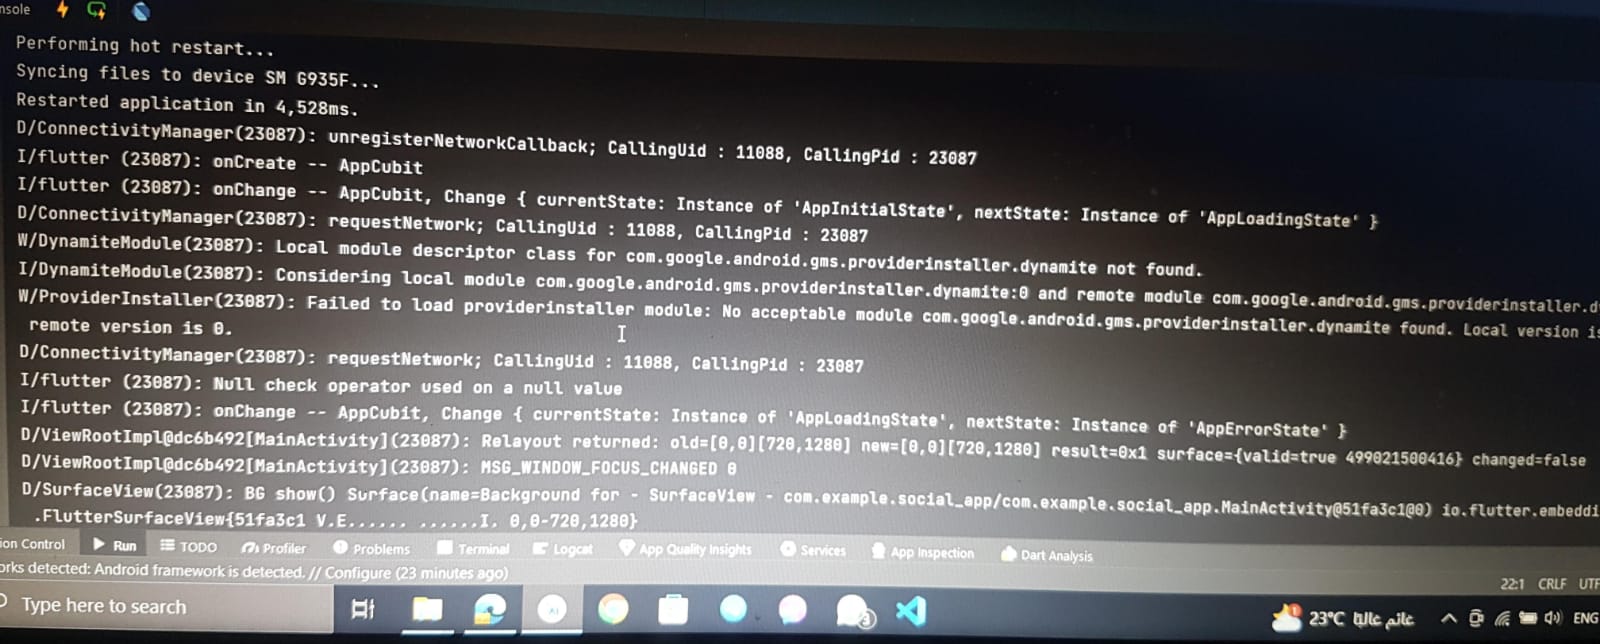 nsole
Performing hot restart...
Syncing files to device SM G935F...
Restarted application in 4,528ms.
D/ConnectivityManager(23087): unregisterNetworkCallback; CallingUid : 11088, CallingPid : 23087
I/flutter (23087): onCreate -- AppCubit
I/flutter (23087): onChange -- AppCubit, Change { currentState: Instance of 'AppInitialState', nextState: Instance of 'AppLoadingState' }
D/ConnectivityManager(23087): requestNetwork; CallingUid : 11088, CallingPid : 23087
W/DynamiteModule(23087): Local module descriptor class for com.google.android.gms.providerinstaller.dynamite not found.
I/DynamiteModule(23087): Considering local module com.google.android.gms.providerinstaller.dynamite:0 and remote module com.google.android.gms.providerinstaller.d
W/ProviderInstaller(23087): Failed to load providerinstaller module: No acceptable module com.google.android.gms.providerinstaller.dynamite found. Local version is
remote version is 0.
D/ConnectivityManager(23087): requestNetwork; CallingUid : 11088, CallingPid : 23087
I/flutter (23087): Null check operator used on a null value
I/flutter (23087): onChange -- AppCubit, Change { currentState: Instance of 'AppLoadingState', nextState: Instance of 'AppErrorState' }
D/ViewRootImpl@dc6b492[MainActivity](23087): Relayout returned: old=[0,0][720,1280] new=[0,0][720,1280] result=0x1 surface={valid=true 499021500416} changed=false
D/ViewRootImpl@dc6b492[MainActivity](23087): MSG_WINDOW_FOCUS_CHANGED 0
D/SurfaceView(23087): BG show() Surface(name=Background for - SurfaceView - com.example.social_app/com.example.social_app.MainActivity@51fa3c1@0) io.flutter.embeddi
.FlutterSurfaceView{51fa3c1 V.E...... ......I. 0,0-720,1280}
ion Control Run TODO Profiler Problems Terminal Logcat App Quality Insights Services App Inspection Dart Analysis
orks detected: Android framework is detected. // Configure (23 minutes ago)
22:1 CRLF UTF
Type here to search
3
1
23°C غائم غالبًا
ENG